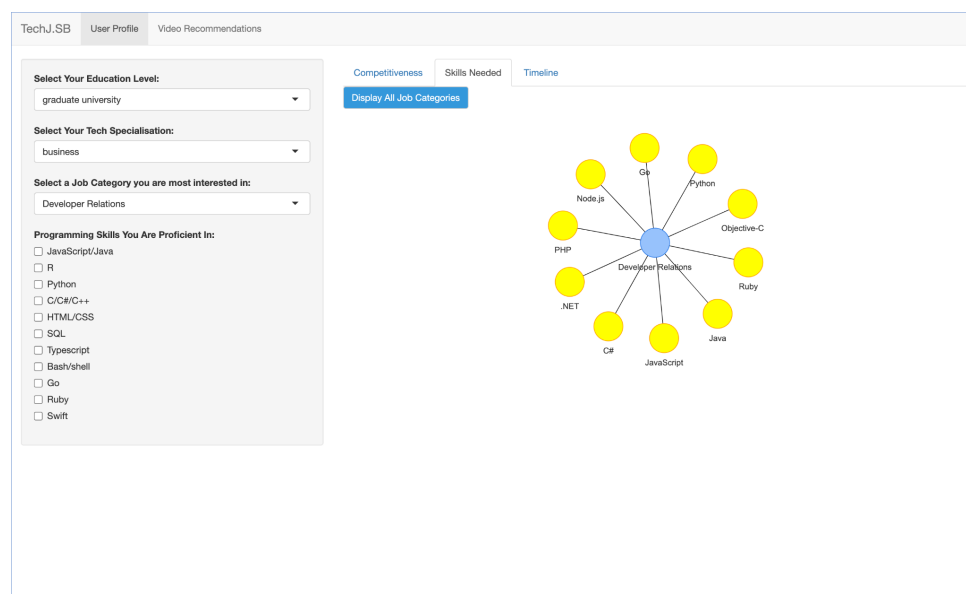 TechJ.SB User Profile Video Recommendations
Select Your Education Level:
graduate university
Select Your Tech Specialisation:
business
Select a Job Category you are most interested in:
Developer Relations
Programming Skills You Are Proficient In:
JavaScript/Java
R
Python
C/C#/C++
HTML/CSS
SQL
Typescript
Bash/shell
Go
Ruby
Swift
Competitiveness Skills Needed Timeline
Display All Job Categories
Go
Python
Node.js
Objective-C
PHP
Developer Relations
Ruby
.NET
Java
C#
JavaScript